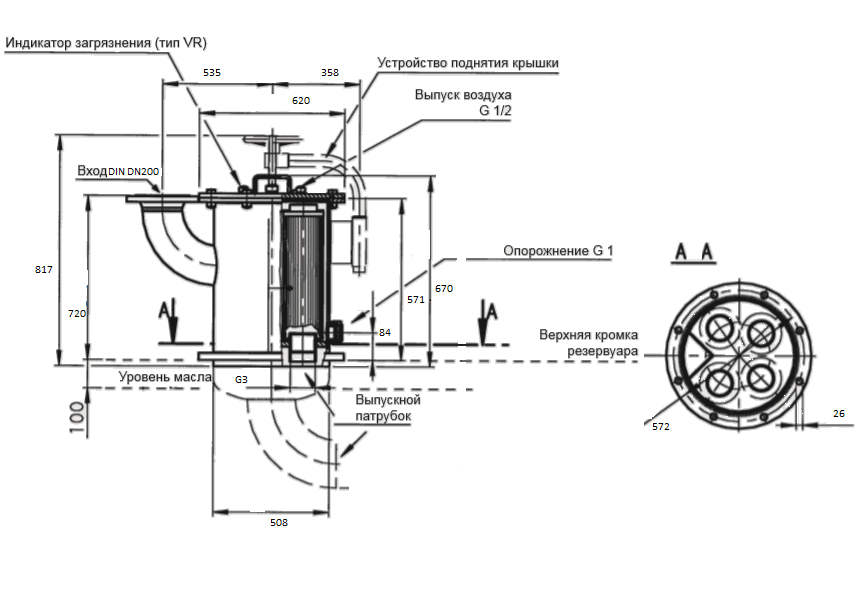 Индикатор загрязнения (тип VR)
535
358
Устройство поднятия крышки
620
Выпуск воздуха
G 1/2
Вход DIN DN200
817
720
Опорожнение G 1
А А
571
670
А
А
84
Верхняя кромка
резервуара
Уровень масла
G3
100
Выпускной
патрубок
572
26
508